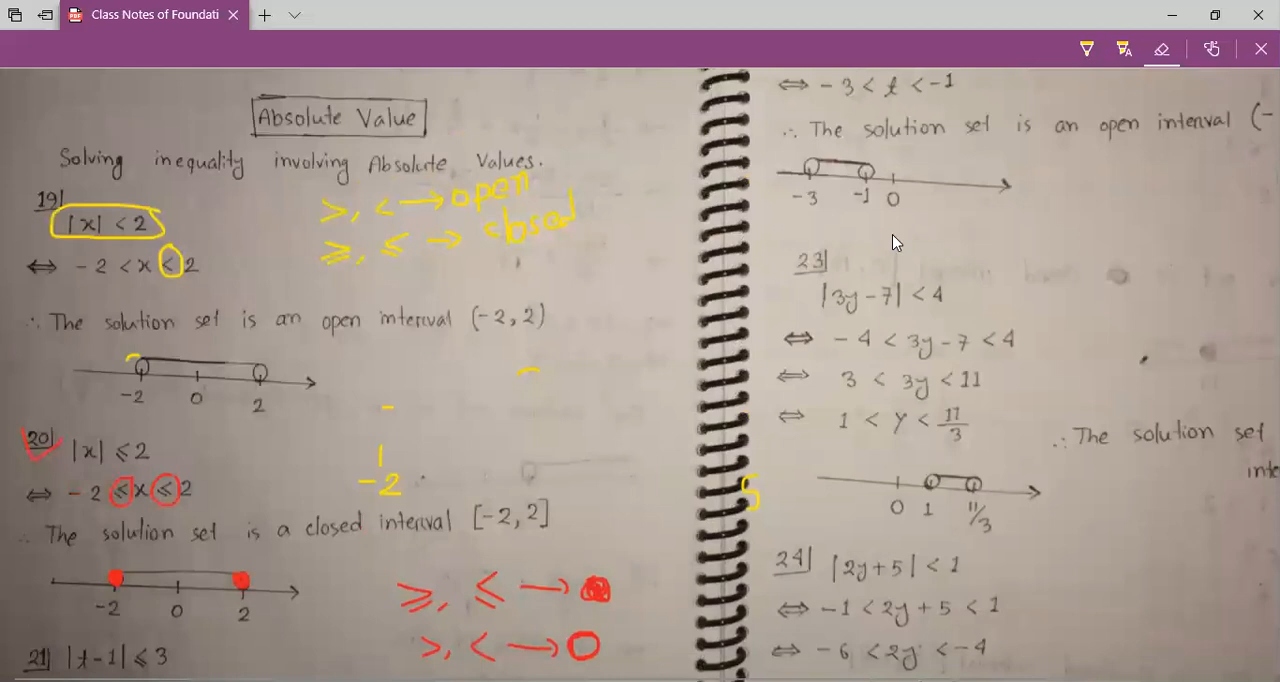 Class Notes of Foundati
Absolute Value
Solving inequality involving Absolute Values.
19|
|x| < 2
⇔ -2 < x < 2
>, < → open
≥, ≤ → closed
∴ The solution set is an open interval (-2, 2)
-2 0 2
20|
|x| ≤ 2
⇔ -2 ≤ x ≤ 2
1
-2
∴ The solution set is a closed interval [-2, 2]
-2 0 2
≥, ≤ →
>, < →
21| |t-1| ≤ 3
⇔ -3 < t < -1
∴ The solution set is an open interval (-
-3 -1 0
23|
|3y-7| < 4
⇔ -4 < 3y-7 < 4
⇔ 3 < 3y < 11
⇔ 1 < y < 11/3
∴ The solution set
inte
0 1 11/3
5
24| |2y+5| < 1
⇔ -1 < 2y+5 < 1
⇔ -6 < 2y < -4